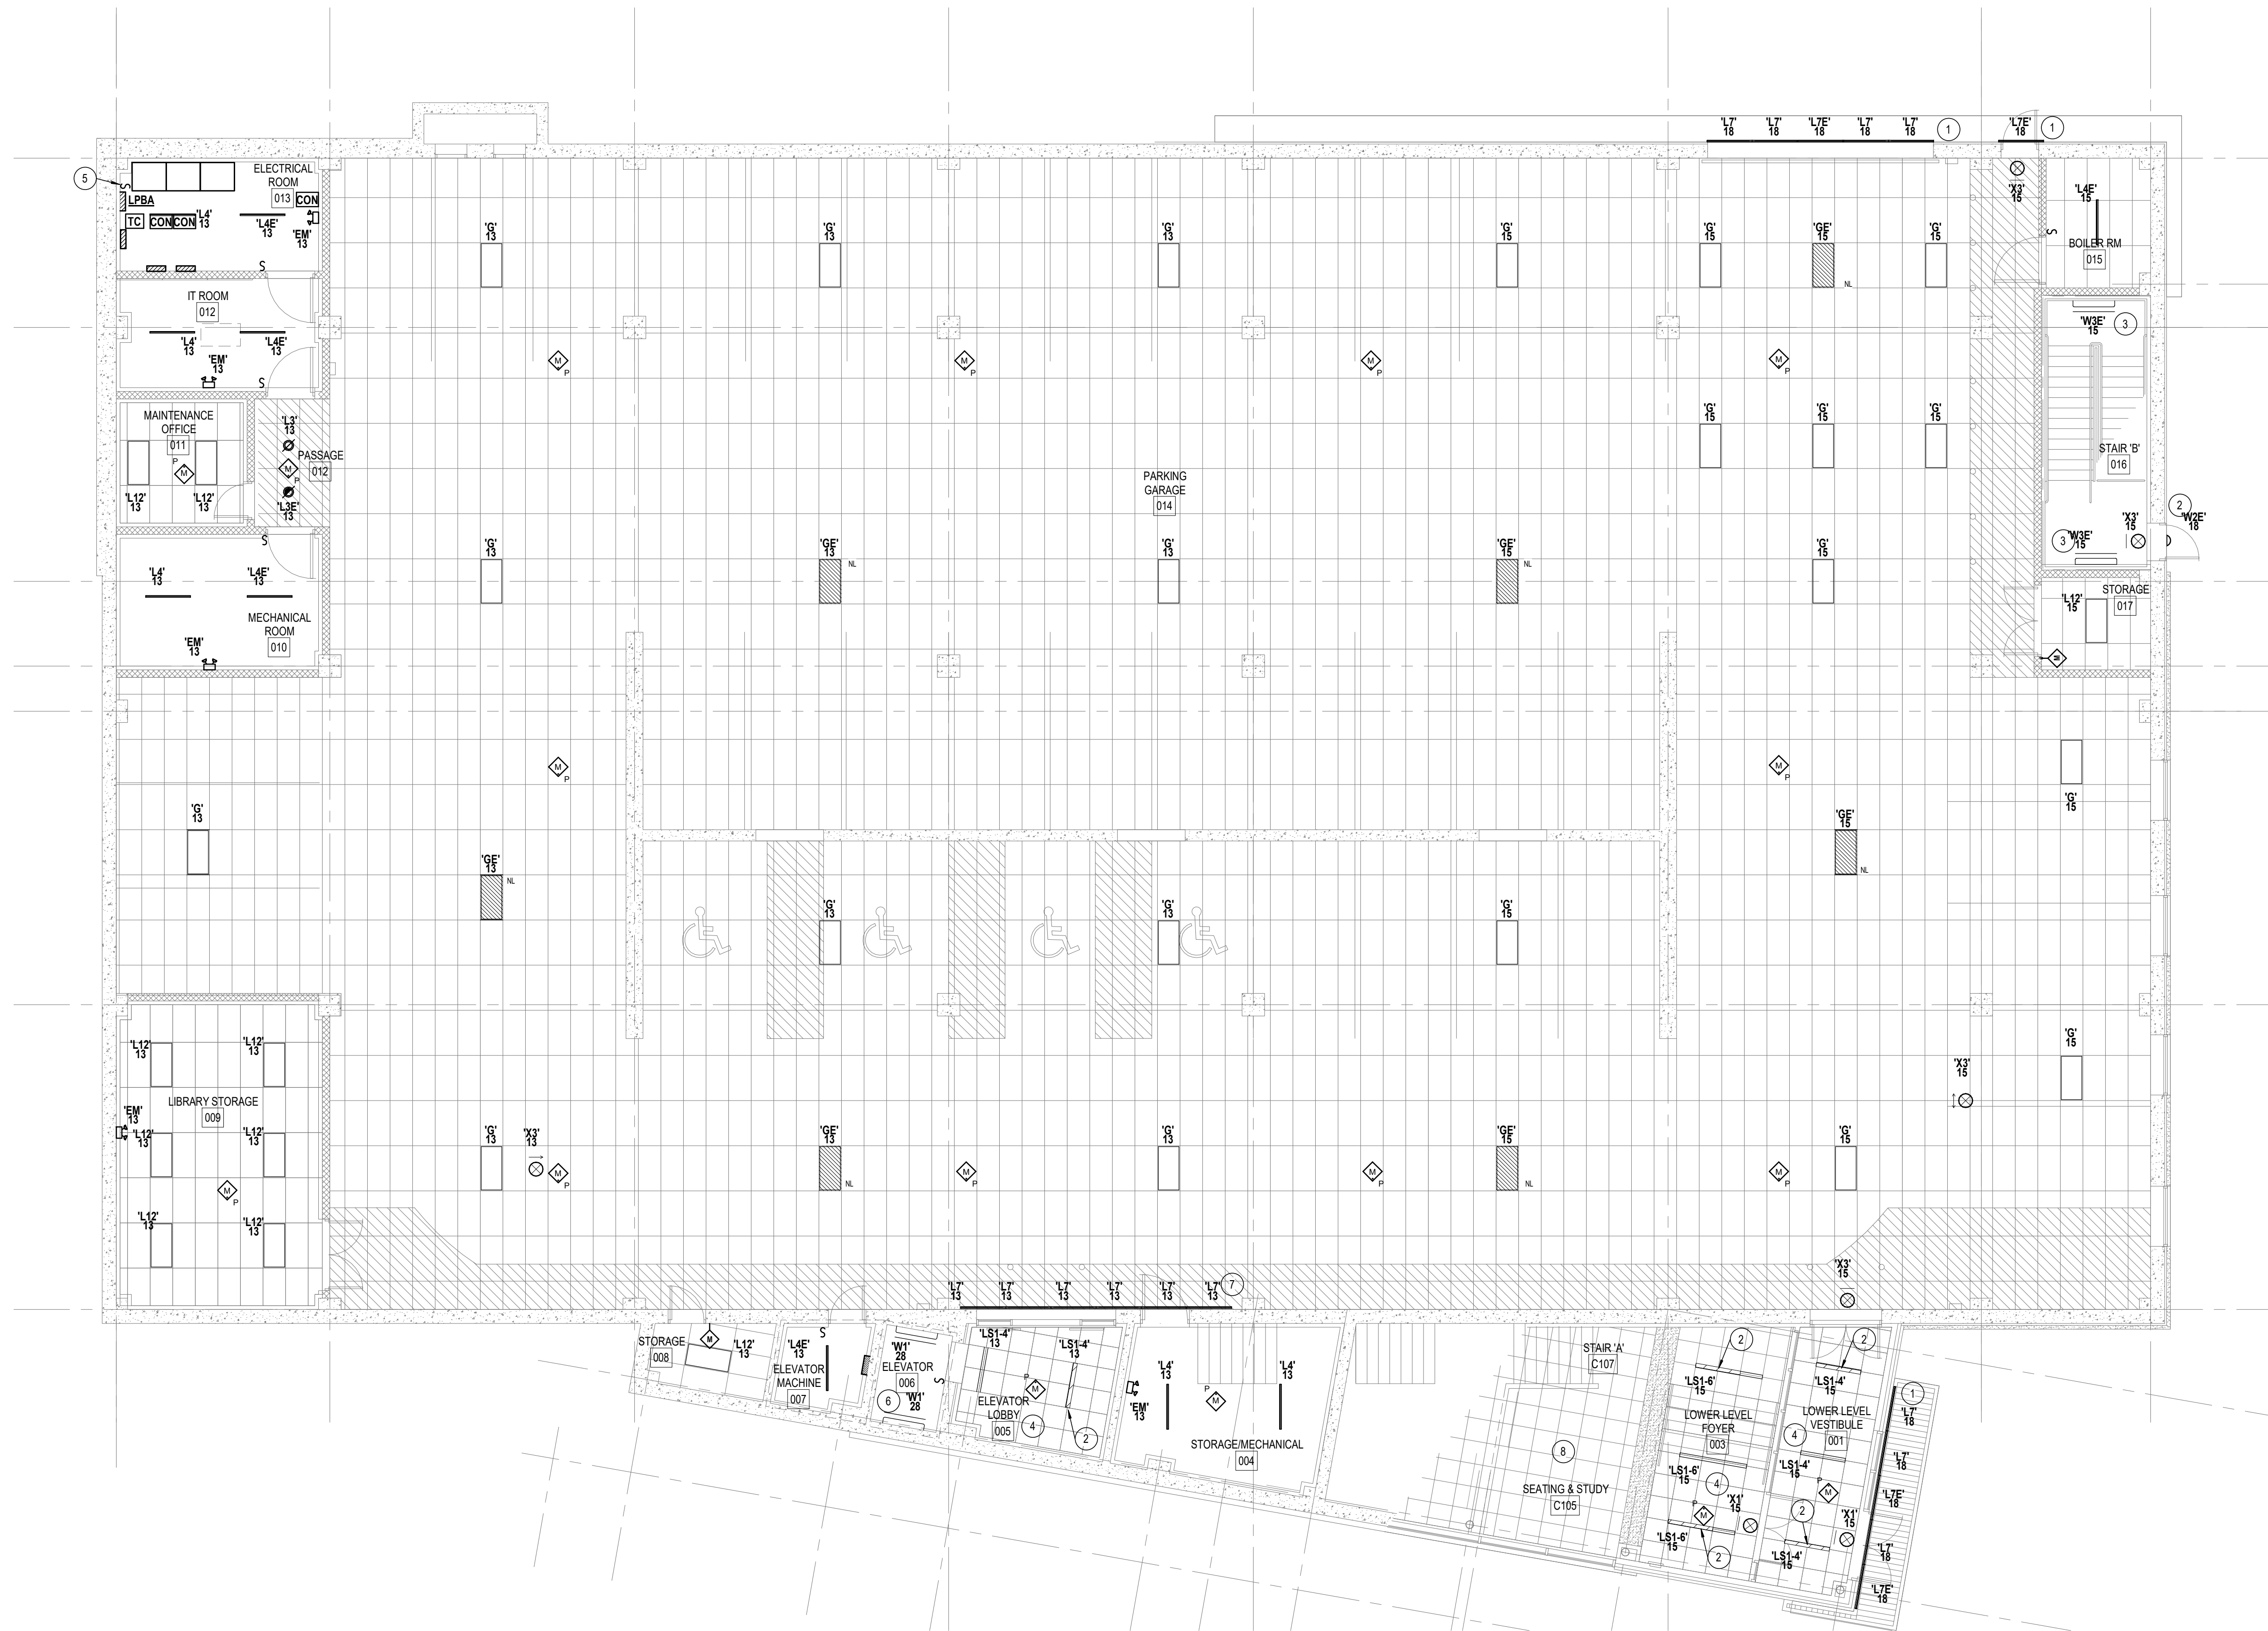 'L7' 'L7' 'L7E' 'L7' 'L7' 'L7E'
18 18 18 18 18 1 18 1
ELECTRICAL
ROOM
013
5
S
LPBA
CON
TC CON CON 'L4'
13
'L4E'
13
'EM'
13
S
'X3'
15
'L4E'
15
S
BOILER RM
015
'G' 'G' 'G' 'G' 'G' 'GE' 'G'
13 13 13 15 15 15 15
NL
IT ROOM
012
'L4'
13
'L4E'
13
'EM'
13
S
'W3E'
15
3
M P M P M P M P
MAINTENANCE
OFFICE
011
P
M
'L12' 'L12'
13 13
'L3'
13
PASSAGE
012
M
P
'L3E'
13
'G' 'G' 'G'
15 15 15
STAIR 'B'
016
PARKING
GARAGE
014
2
'W2E'
18
'X3'
15
3
'W3E'
15
S
'L4' 'L4E'
13 13
MECHANICAL
ROOM
010
'EM'
13
'G' 'GE' 'G' 'GE' 'G'
13 13 13 15 15
NL NL
STORAGE
017
'L12'
15
M
M P M P
'G'
15
'G'
13
'GE'
15
NL
'GE'
13
NL
'G' 'G' 'G'
13 13 15
'L12' 'L12'
13 13
LIBRARY STORAGE
009
'EM'
13
'L12' 'L12'
13 13
M
P
'L12' 'L12'
13 13
'G'
15
'X3'
15
'G' 'X3' 'GE' 'G' 'GE' 'G'
13 13 13 13 15 15
M P M P M P M P
NL NL
'X3'
15
'L7' 'L7' 'L7' 'L7' 'L7' 'L7' 7
13 13 13 13 13 13
STORAGE
008
M
'L12'
13
'L4E'
13
S
ELEVATOR
MACHINE
007
'W1'
28
ELEVATOR
006
S
6
'W1'
28
'LS1-4' 'LS1-4'
13 13
P
M
ELEVATOR
LOBBY
005
4
2
'L4' 'L4'
13 13
'EM'
13
P
M
STORAGE/MECHANICAL
004
STAIR 'A'
C107
8
SEATING & STUDY
C105
2
'LS1-6'
15
LOWER LEVEL
FOYER
003
'LS1-6'
15
4
P
M
'X1'
15
'LS1-6'
15
2
2
'LS1-4'
15
LOWER LEVEL
VESTIBULE
001
4
'LS1-4'
15
P
M
2
'X1'
15
'LS1-4'
15
1
'L7'
18
'L7'
18
'L7E'
18
'L7'
18
'L7E'
18